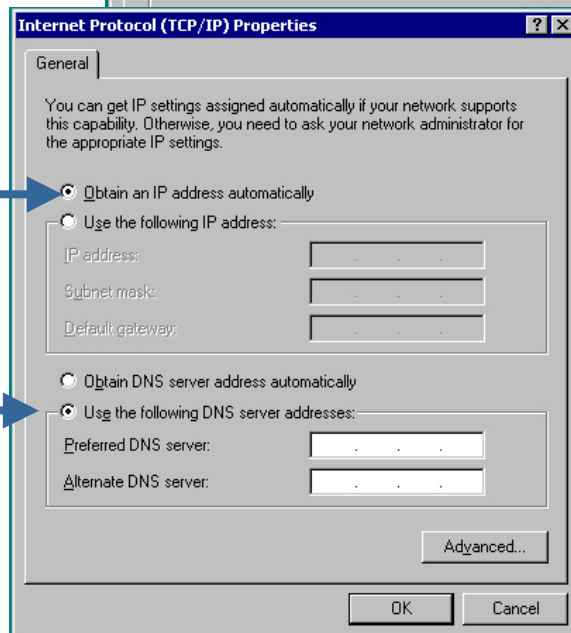 Internet Protocol (TCP/IP) Properties
General
You can get IP settings assigned automatically if your network supports
this capability. Otherwise, you need to ask your network administrator for
the appropriate IP settings.
Obtain an IP address automatically
Use the following IP address:
IP address:
Subnet mask:
Default gateway:
Obtain DNS server address automatically
Use the following DNS server addresses:
Preferred DNS server:
Alternate DNS server:
Advanced...
OK Cancel